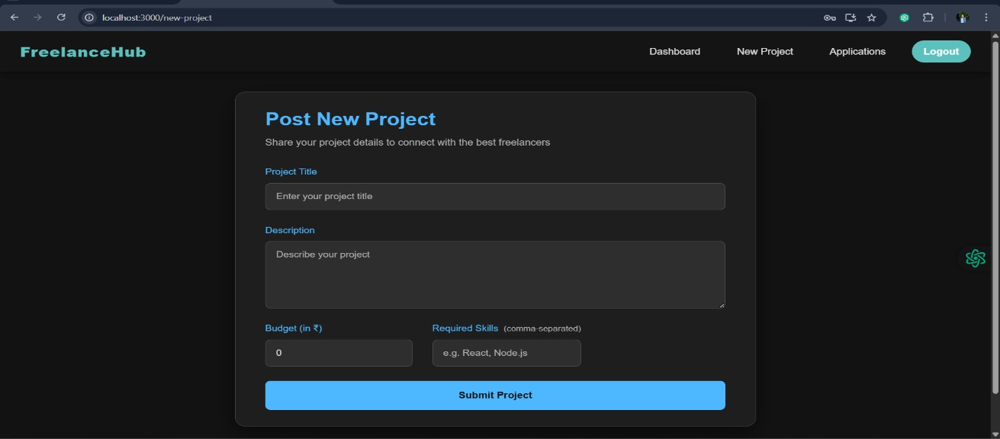 localhost:3000/new-project
FreelanceHub
Dashboard New Project Applications Logout
Post New Project
Share your project details to connect with the best freelancers
Project Title
Enter your project title
Description
Describe your project
Budget (in ₹) Required Skills (comma-separated)
0 e.g. React, Node.js
Submit Project